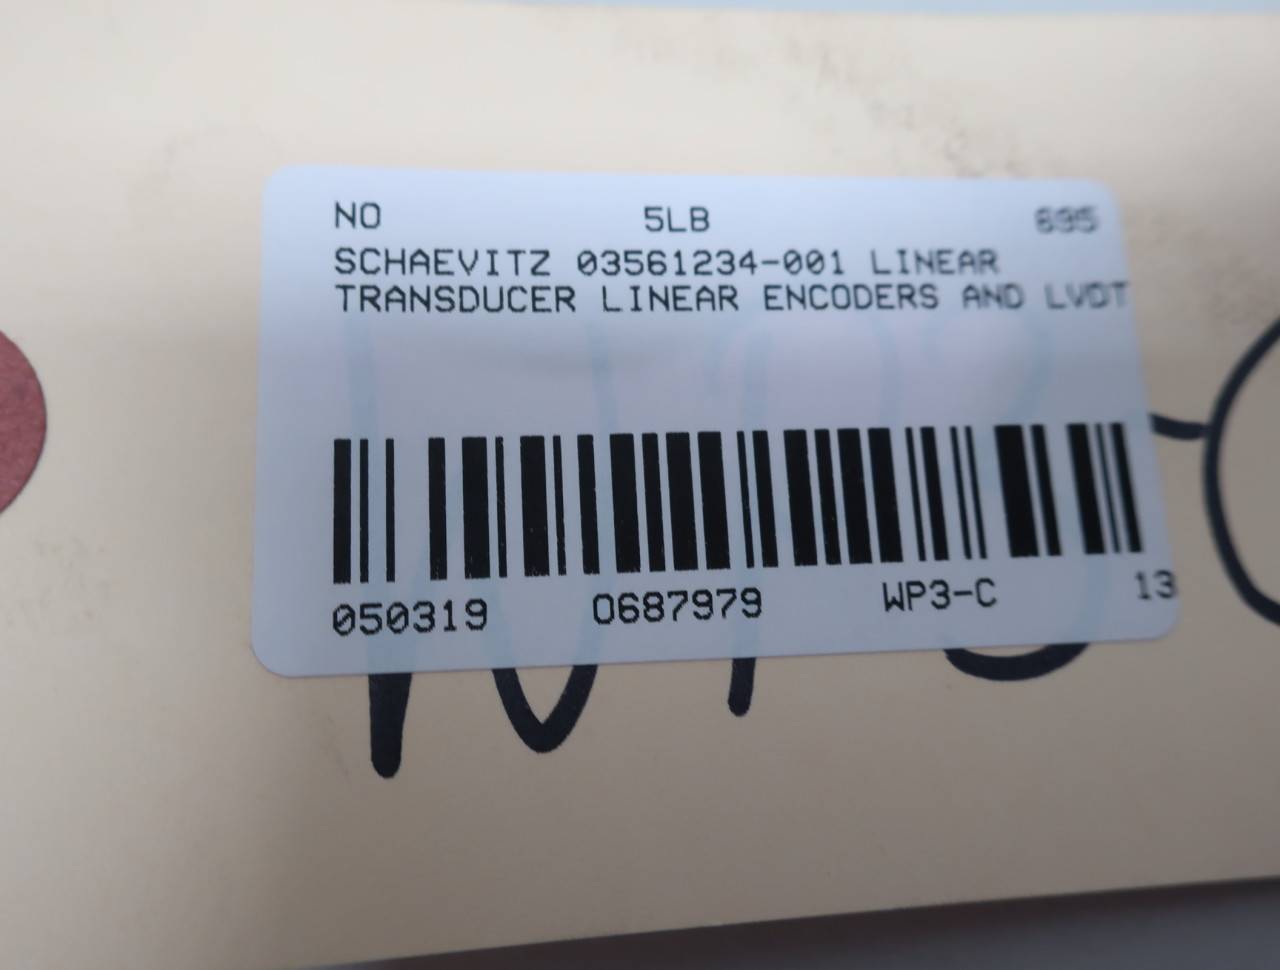 NO 5LB 695
SCHAEVITZ 03561234-001 LINEAR
TRANSDUCER LINEAR ENCODERS AND LVDT
050319 0687979 WP3-C 13